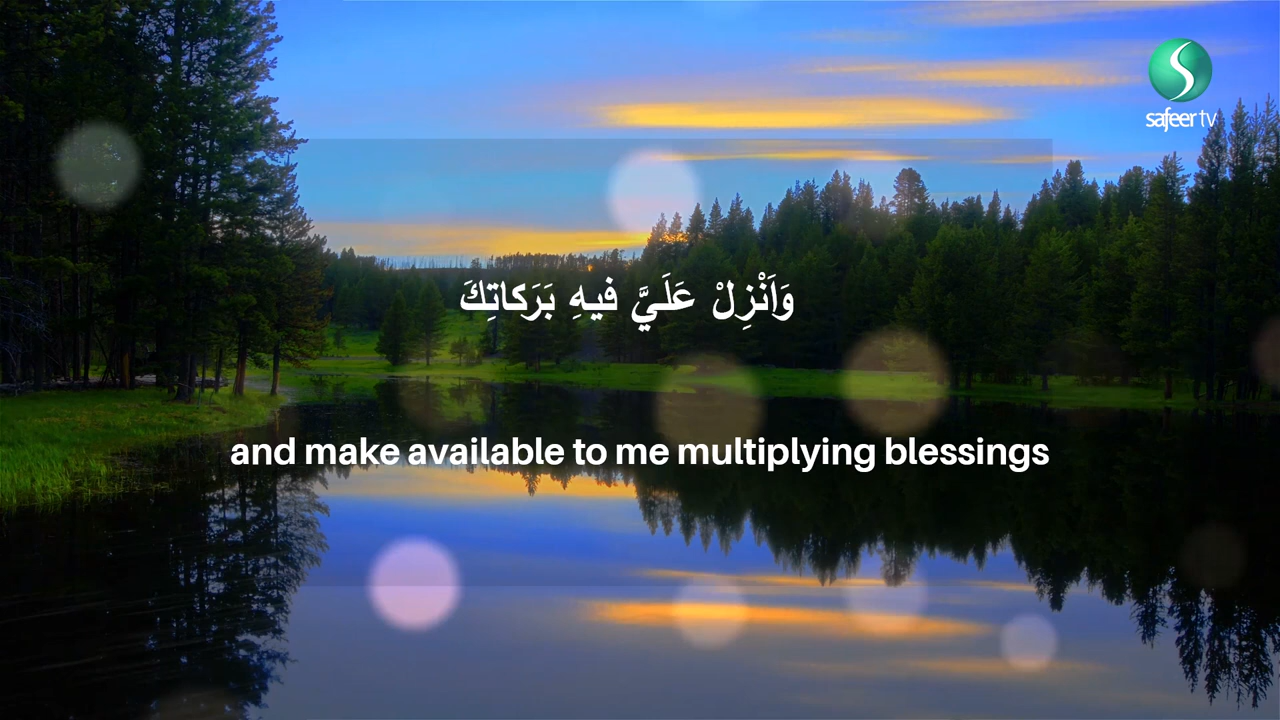 safeer tv
وَاَنْزِلْ عَلَيَّ فيهِ بَرَكاتِكَ
and make available to me multiplying blessings